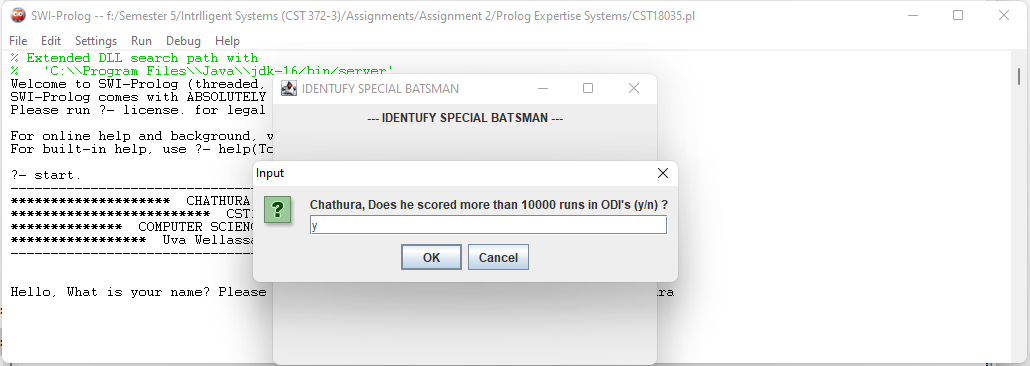 SWI-Prolog -- f:/Semester 5/Intrlligent Systems (CST 372-3)/Assignments/Assignment 2/Prolog Expertise Systems/CST18035.pl
File Edit Settings Run Debug Help
% Extended DLL search path with
% 'C:\\Program Files\\Java\\jdk-16/bin/server'
Welcome to SWI-Prolog (threaded,
SWI-Prolog comes with ABSOLUTELY
Please run ?- license. for legal
For online help and background, v
For built-in help, use ?- help(To
?- start.
--------------------------------
******************** CHATHURA
************************* CST
************** COMPUTER SCIENC
***************** Uva Wellassa
--------------------------------
Hello, What is your name? Please
ra
IDENTUFY SPECIAL BATSMAN
--- IDENTUFY SPECIAL BATSMAN ---
Input
?
Chathura, Does he scored more than 10000 runs in ODI's (y/n) ?
y
OK Cancel